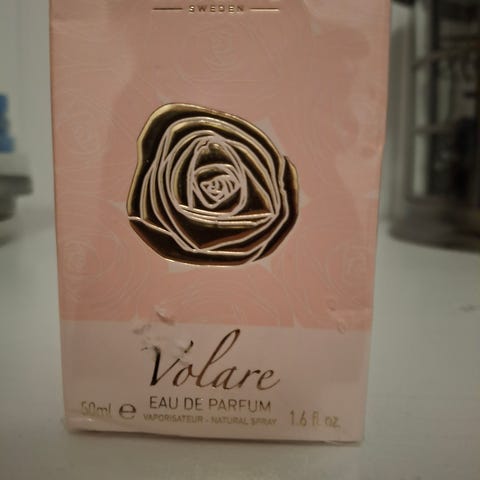 SWEDEN
Volare
EAU DE PARFUM
50ml ℮ VAPORISATEUR - NATURAL SPRAY 1.6 fl oz